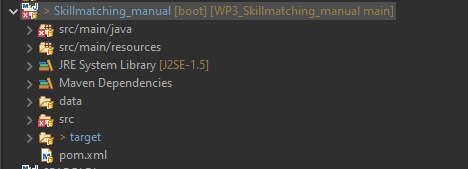 > Skillmatching_manual [boot] [WP3_Skillmatching_manual main]
src/main/java
src/main/resources
JRE System Library [J2SE-1.5]
Maven Dependencies
data
src
> target
pom.xml